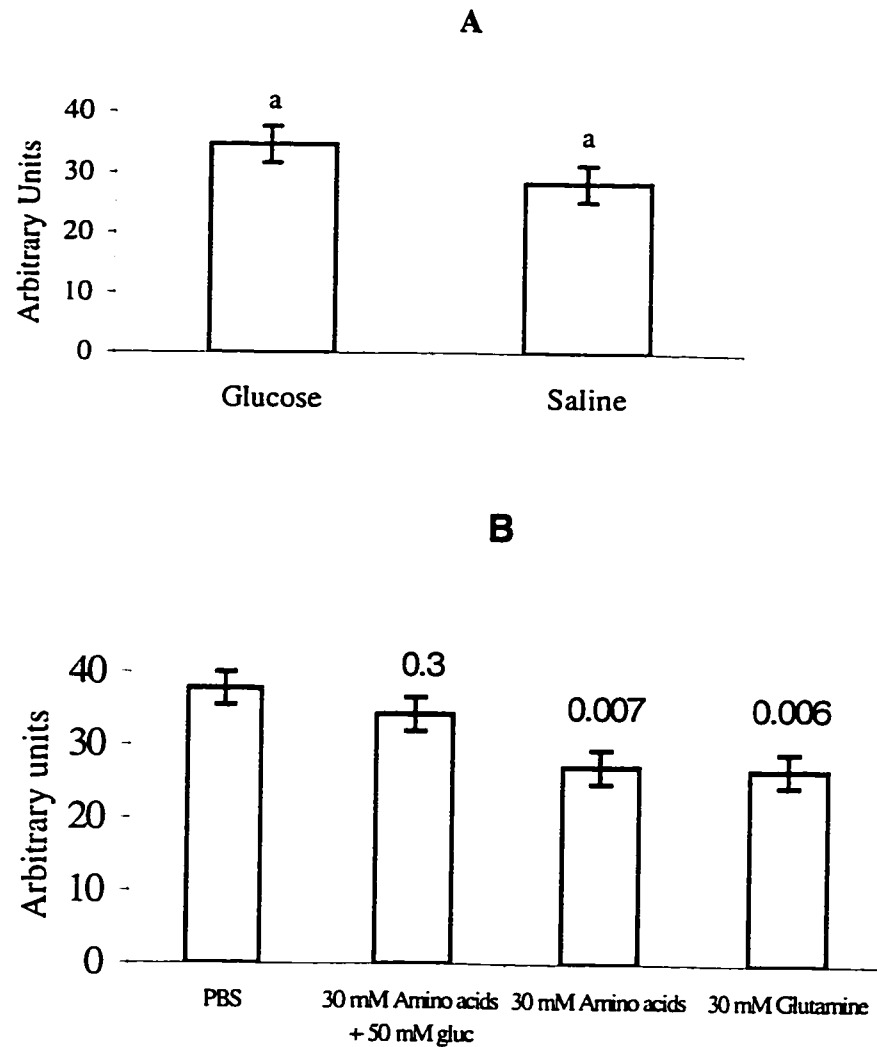 A
a
a
40
30
20
10
0
Arbitrary Units
Glucose Saline
B
0.3
0.007 0.006
40
30
20
10
0
Arbitrary units
PBS 30 mM Amino acids 30 mM Amino acids 30 mM Glutamine
+ 50 mM gluc